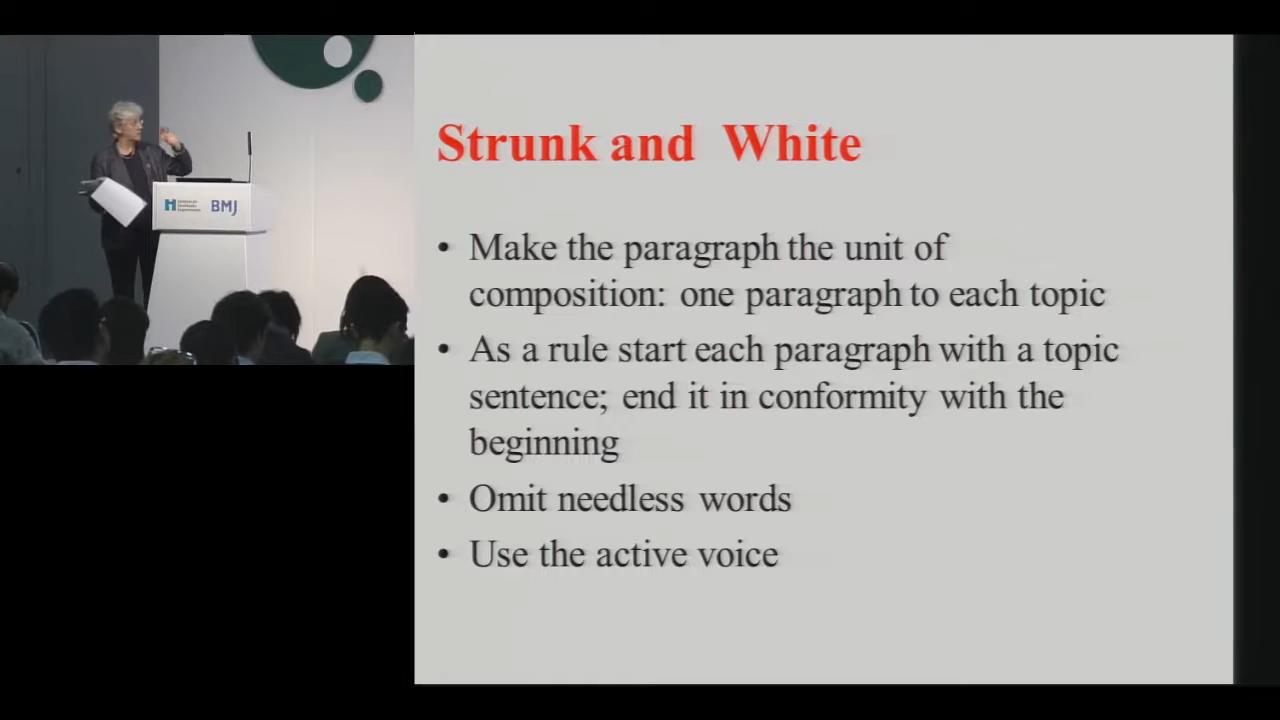 Strunk and White
• Make the paragraph the unit of
composition: one paragraph to each topic
• As a rule start each paragraph with a topic
sentence; end it in conformity with the
beginning
• Omit needless words
• Use the active voice
BMJ